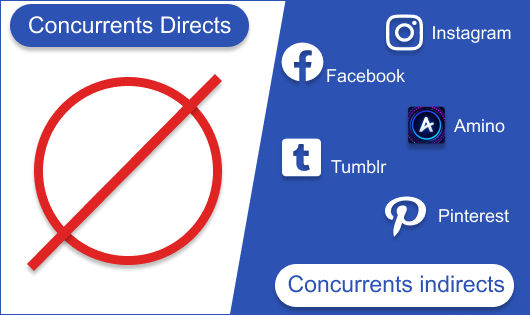 Concurrents Directs
Instagram
Facebook
Amino
Tumblr
Pinterest
Concurrents indirects